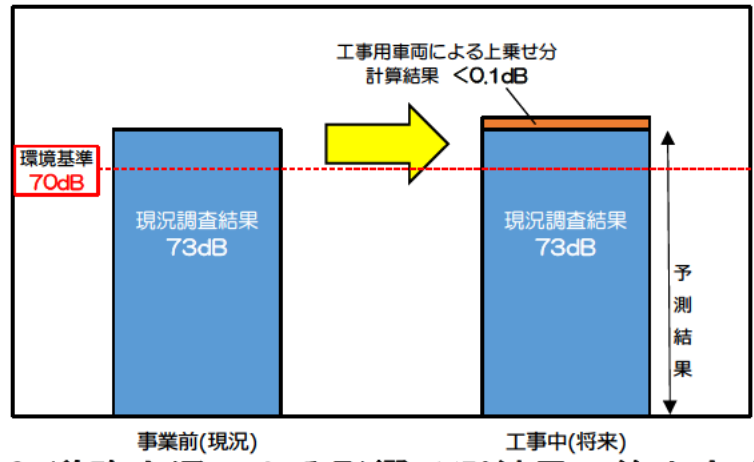 工事用車両による上乗せ分
計算結果 <0.1dB
環境基準
70dB
現況調査結果
73dB
現況調査結果
73dB
予
測
結
果
事業前(現況)
工事中(将来)